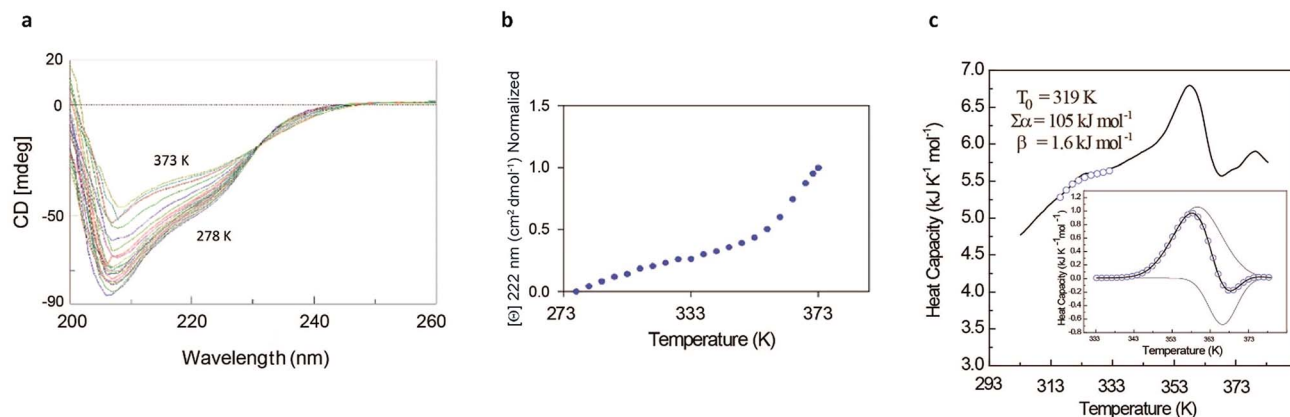 a
20
0
-50
-90
CD [mdeg]
373 K
278 K
200
220
240
260
Wavelength (nm)
b
[Θ] 222 nm (cm² dmol⁻¹) Normalized
1.5
1.0
0.5
0.0
273
333
373
Temperature (K)
c
Heat Capacity (kJ K⁻¹ mol⁻¹)
7.0
6.5
6.0
5.5
5.0
4.5
4.0
3.5
3.0
T₀ = 319 K
Σα = 105 kJ mol⁻¹
β = 1.6 kJ mol⁻¹
Heat Capacity (kJ K⁻¹ mol⁻¹)
1.2
1.0
0.8
0.6
0.4
0.2
0.0
-0.2
-0.4
-0.6
-0.8
333
343
353
363
373
Temperature (K)
293
313
333
353
373
Temperature (K)